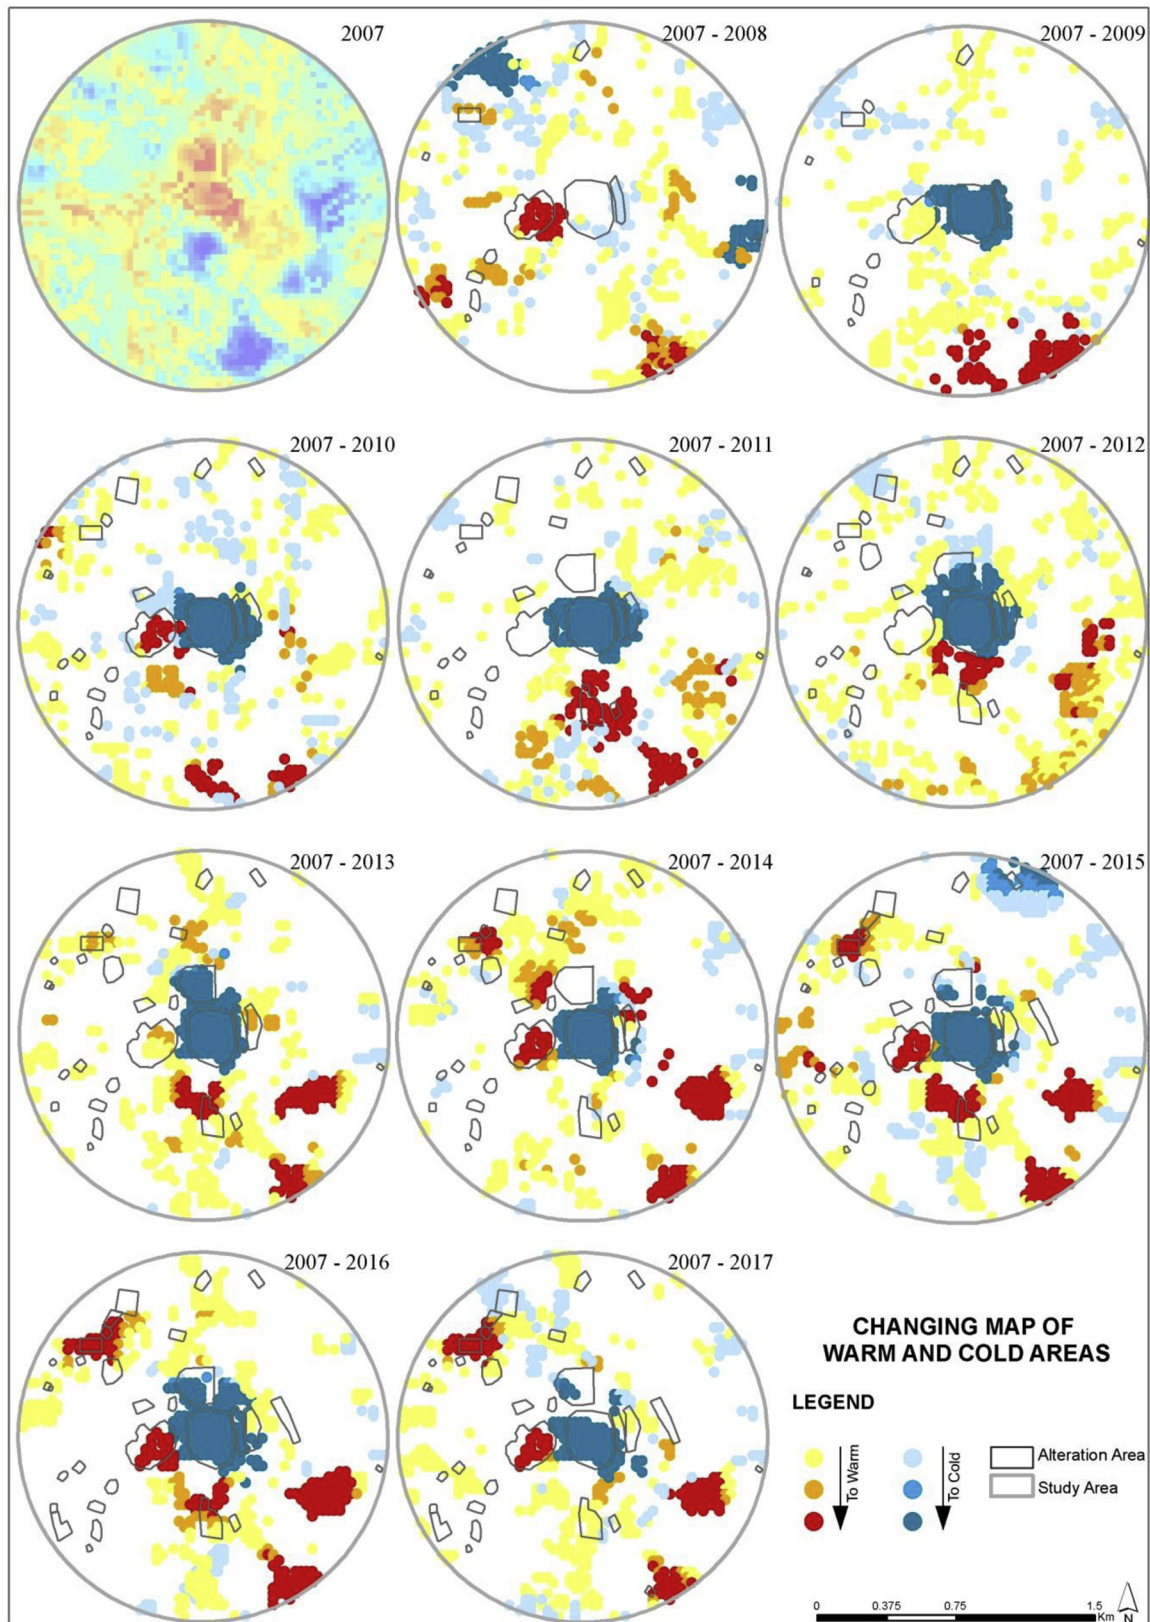 2007
2007 - 2008
2007 - 2009
2007 - 2010
2007 - 2011
2007 - 2012
2007 - 2013
2007 - 2014
2007 - 2015
2007 - 2016
2007 - 2017
CHANGING MAP OF
WARM AND COLD AREAS
LEGEND
To Warm
To Cold
Alteration Area
Study Area
0 0.375 0.75 1.5
Km
N